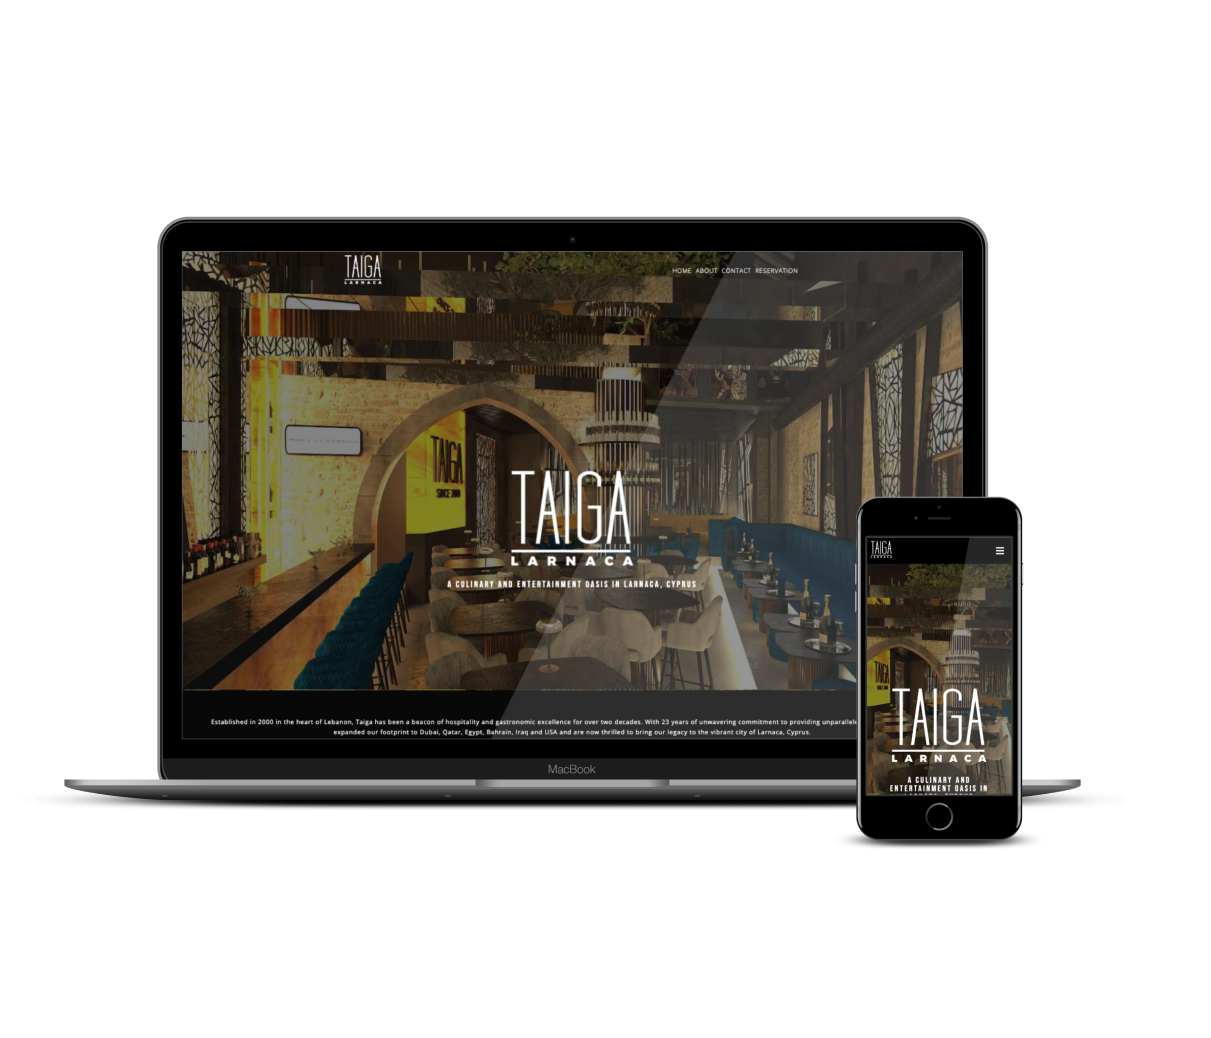 TAIGA
LARNACA
HOME ABOUT CONTACT RESERVATION
TAIGA
SINCE 2000
TAIGA
LARNACA
A CULINARY AND ENTERTAINMENT OASIS IN LARNACA, CYPRUS
Established in 2000 in the heart of Lebanon, Taiga has been a beacon of hospitality and gastronomic excellence for over two decades. With 23 years of unwavering commitment to providing unparallele
expanded our footprint to Dubai, Qatar, Egypt, Bahrain, Iraq and USA and are now thrilled to bring our legacy to the vibrant city of Larnaca, Cyprus.
MacBook
TAIGA
LARNACA
TAIGA
TAIGA
LARNACA
A CULINARY AND
ENTERTAINMENT OASIS IN